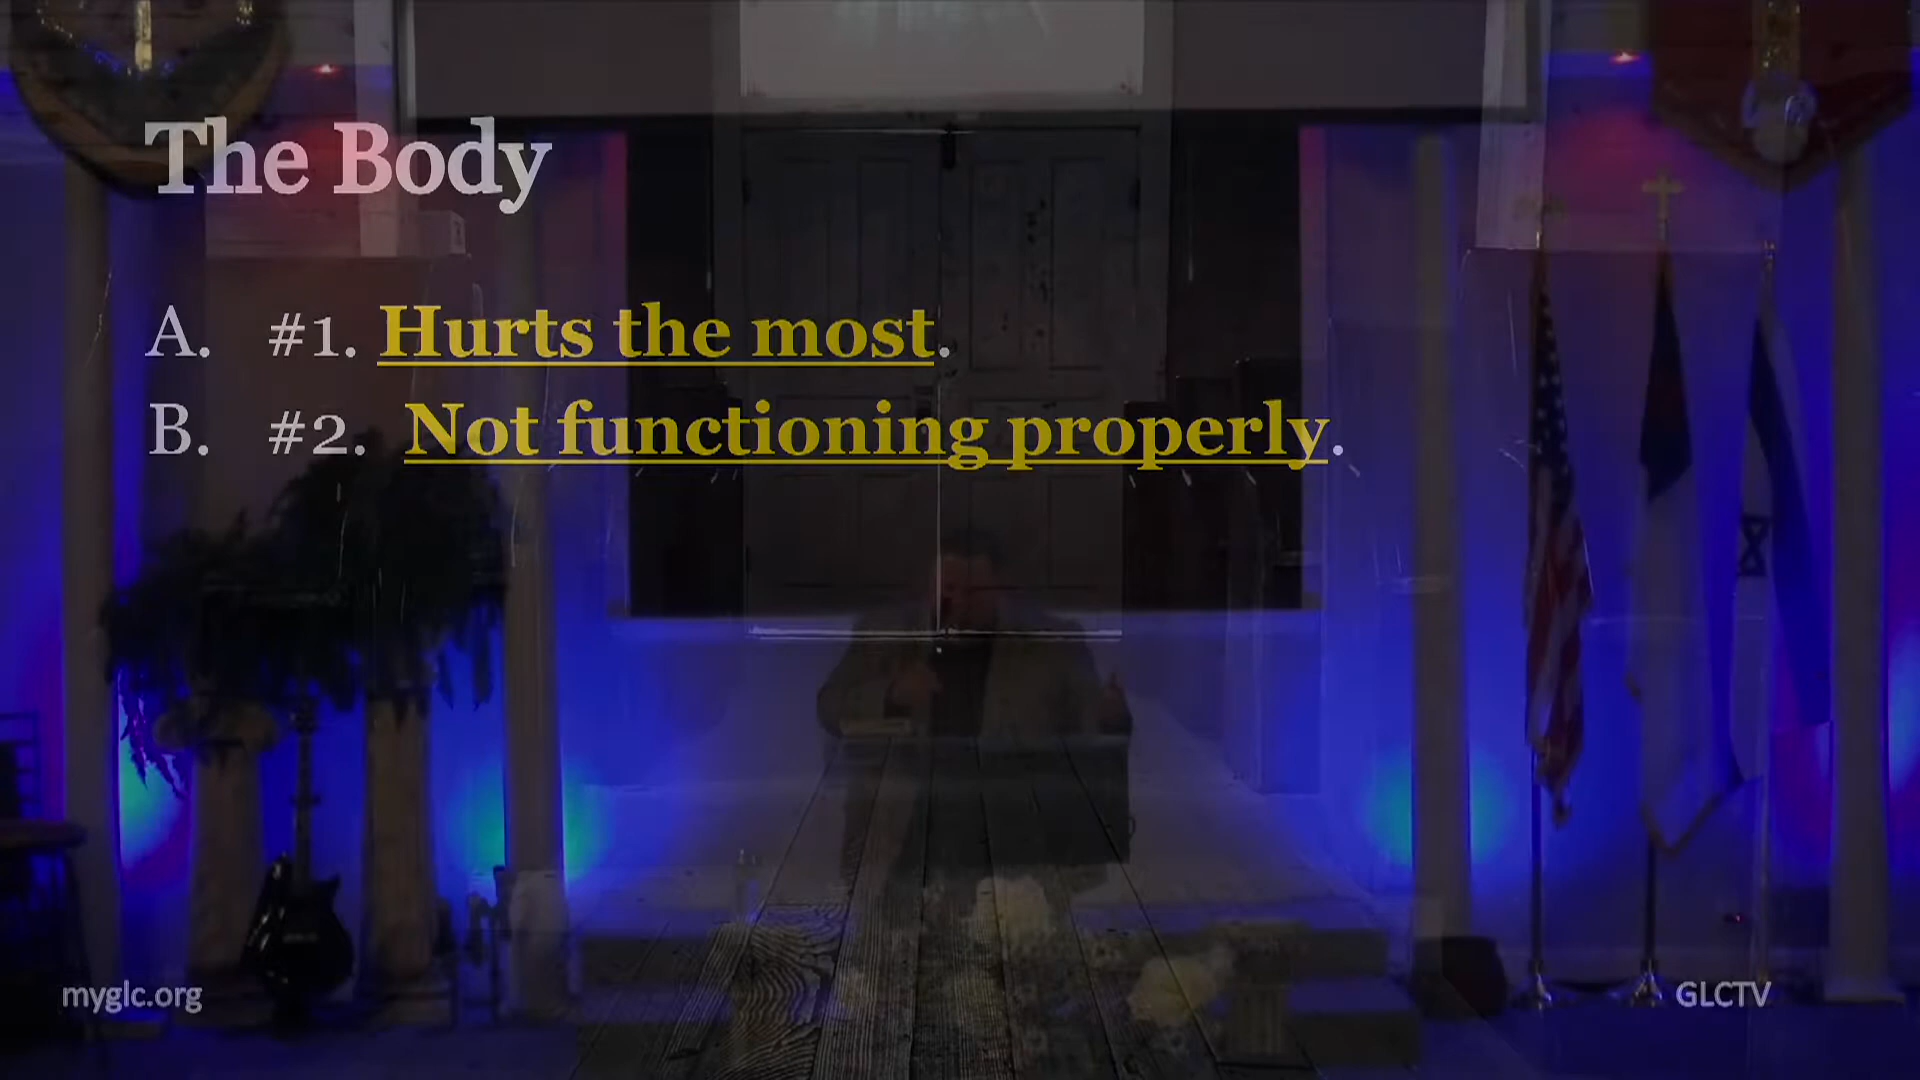 The Body
A. #1. Hurts the most.
B. #2. Not functioning properly.
myglc.org GLCTV